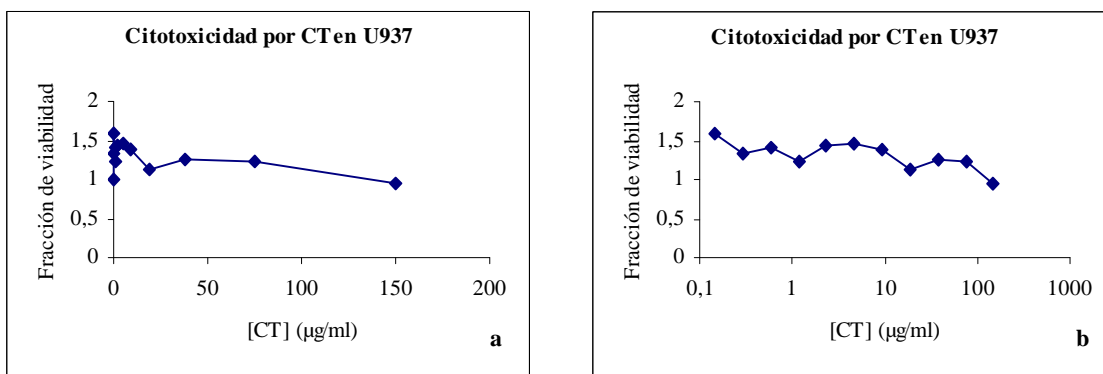 Citotoxicidad por CT en U937
Fracción de viabilidad
2
1,5
1
0,5
0
0 50 100 150 200
[CT] (µg/ml)
a
Citotoxicidad por CT en U937
Fracción de viabilidad
2
1,5
1
0,5
0
0,1 1 10 100 1000
[CT] (µg/ml)
b